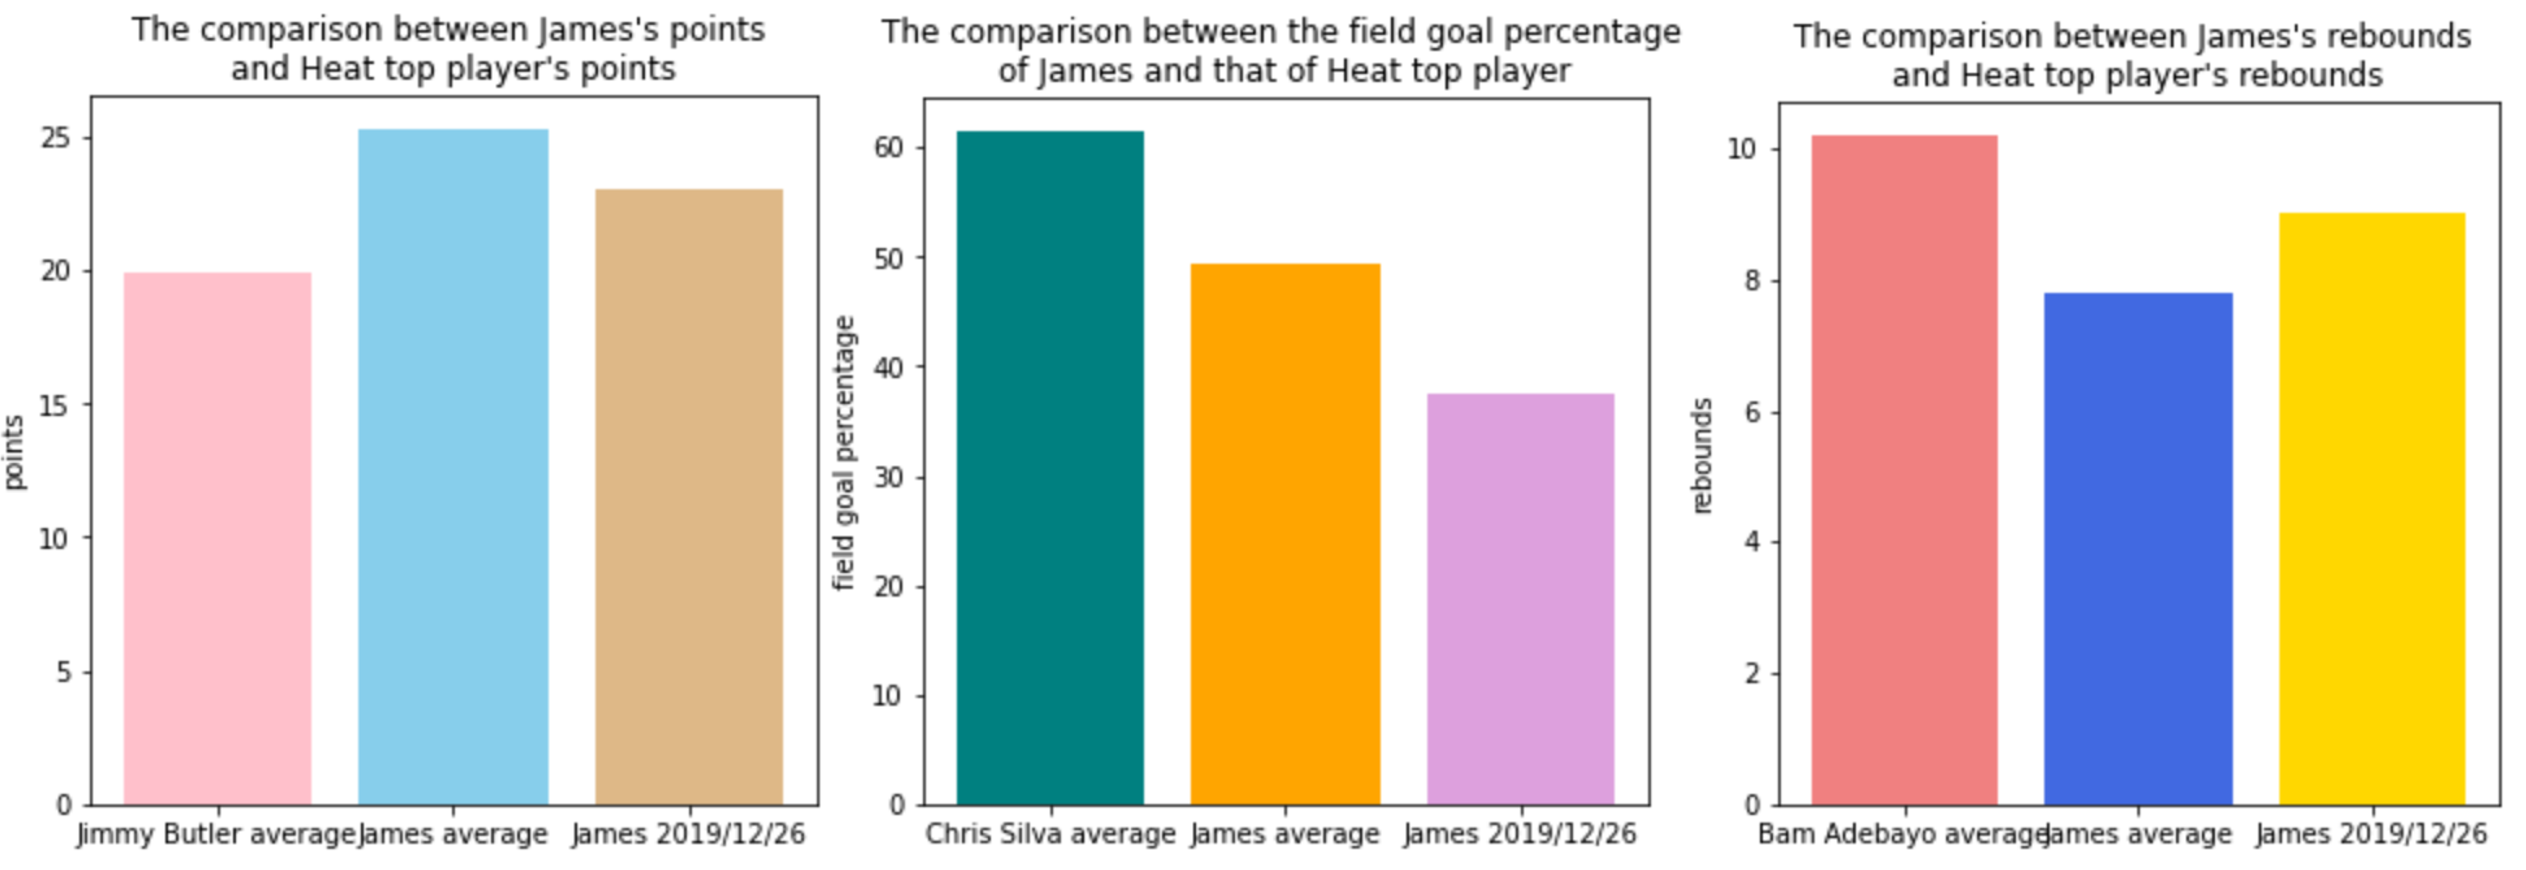 The comparison between James's points
and Heat top player's points
points
25
20
15
10
5
0
Jimmy Butler average
James average
James 2019/12/26
The comparison between the field goal percentage
of James and that of Heat top player
field goal percentage
60
50
40
30
20
10
0
Chris Silva average
James average
James 2019/12/26
The comparison between James's rebounds
and Heat top player's rebounds
rebounds
10
8
6
4
2
0
Bam Adebayo average
James average
James 2019/12/26